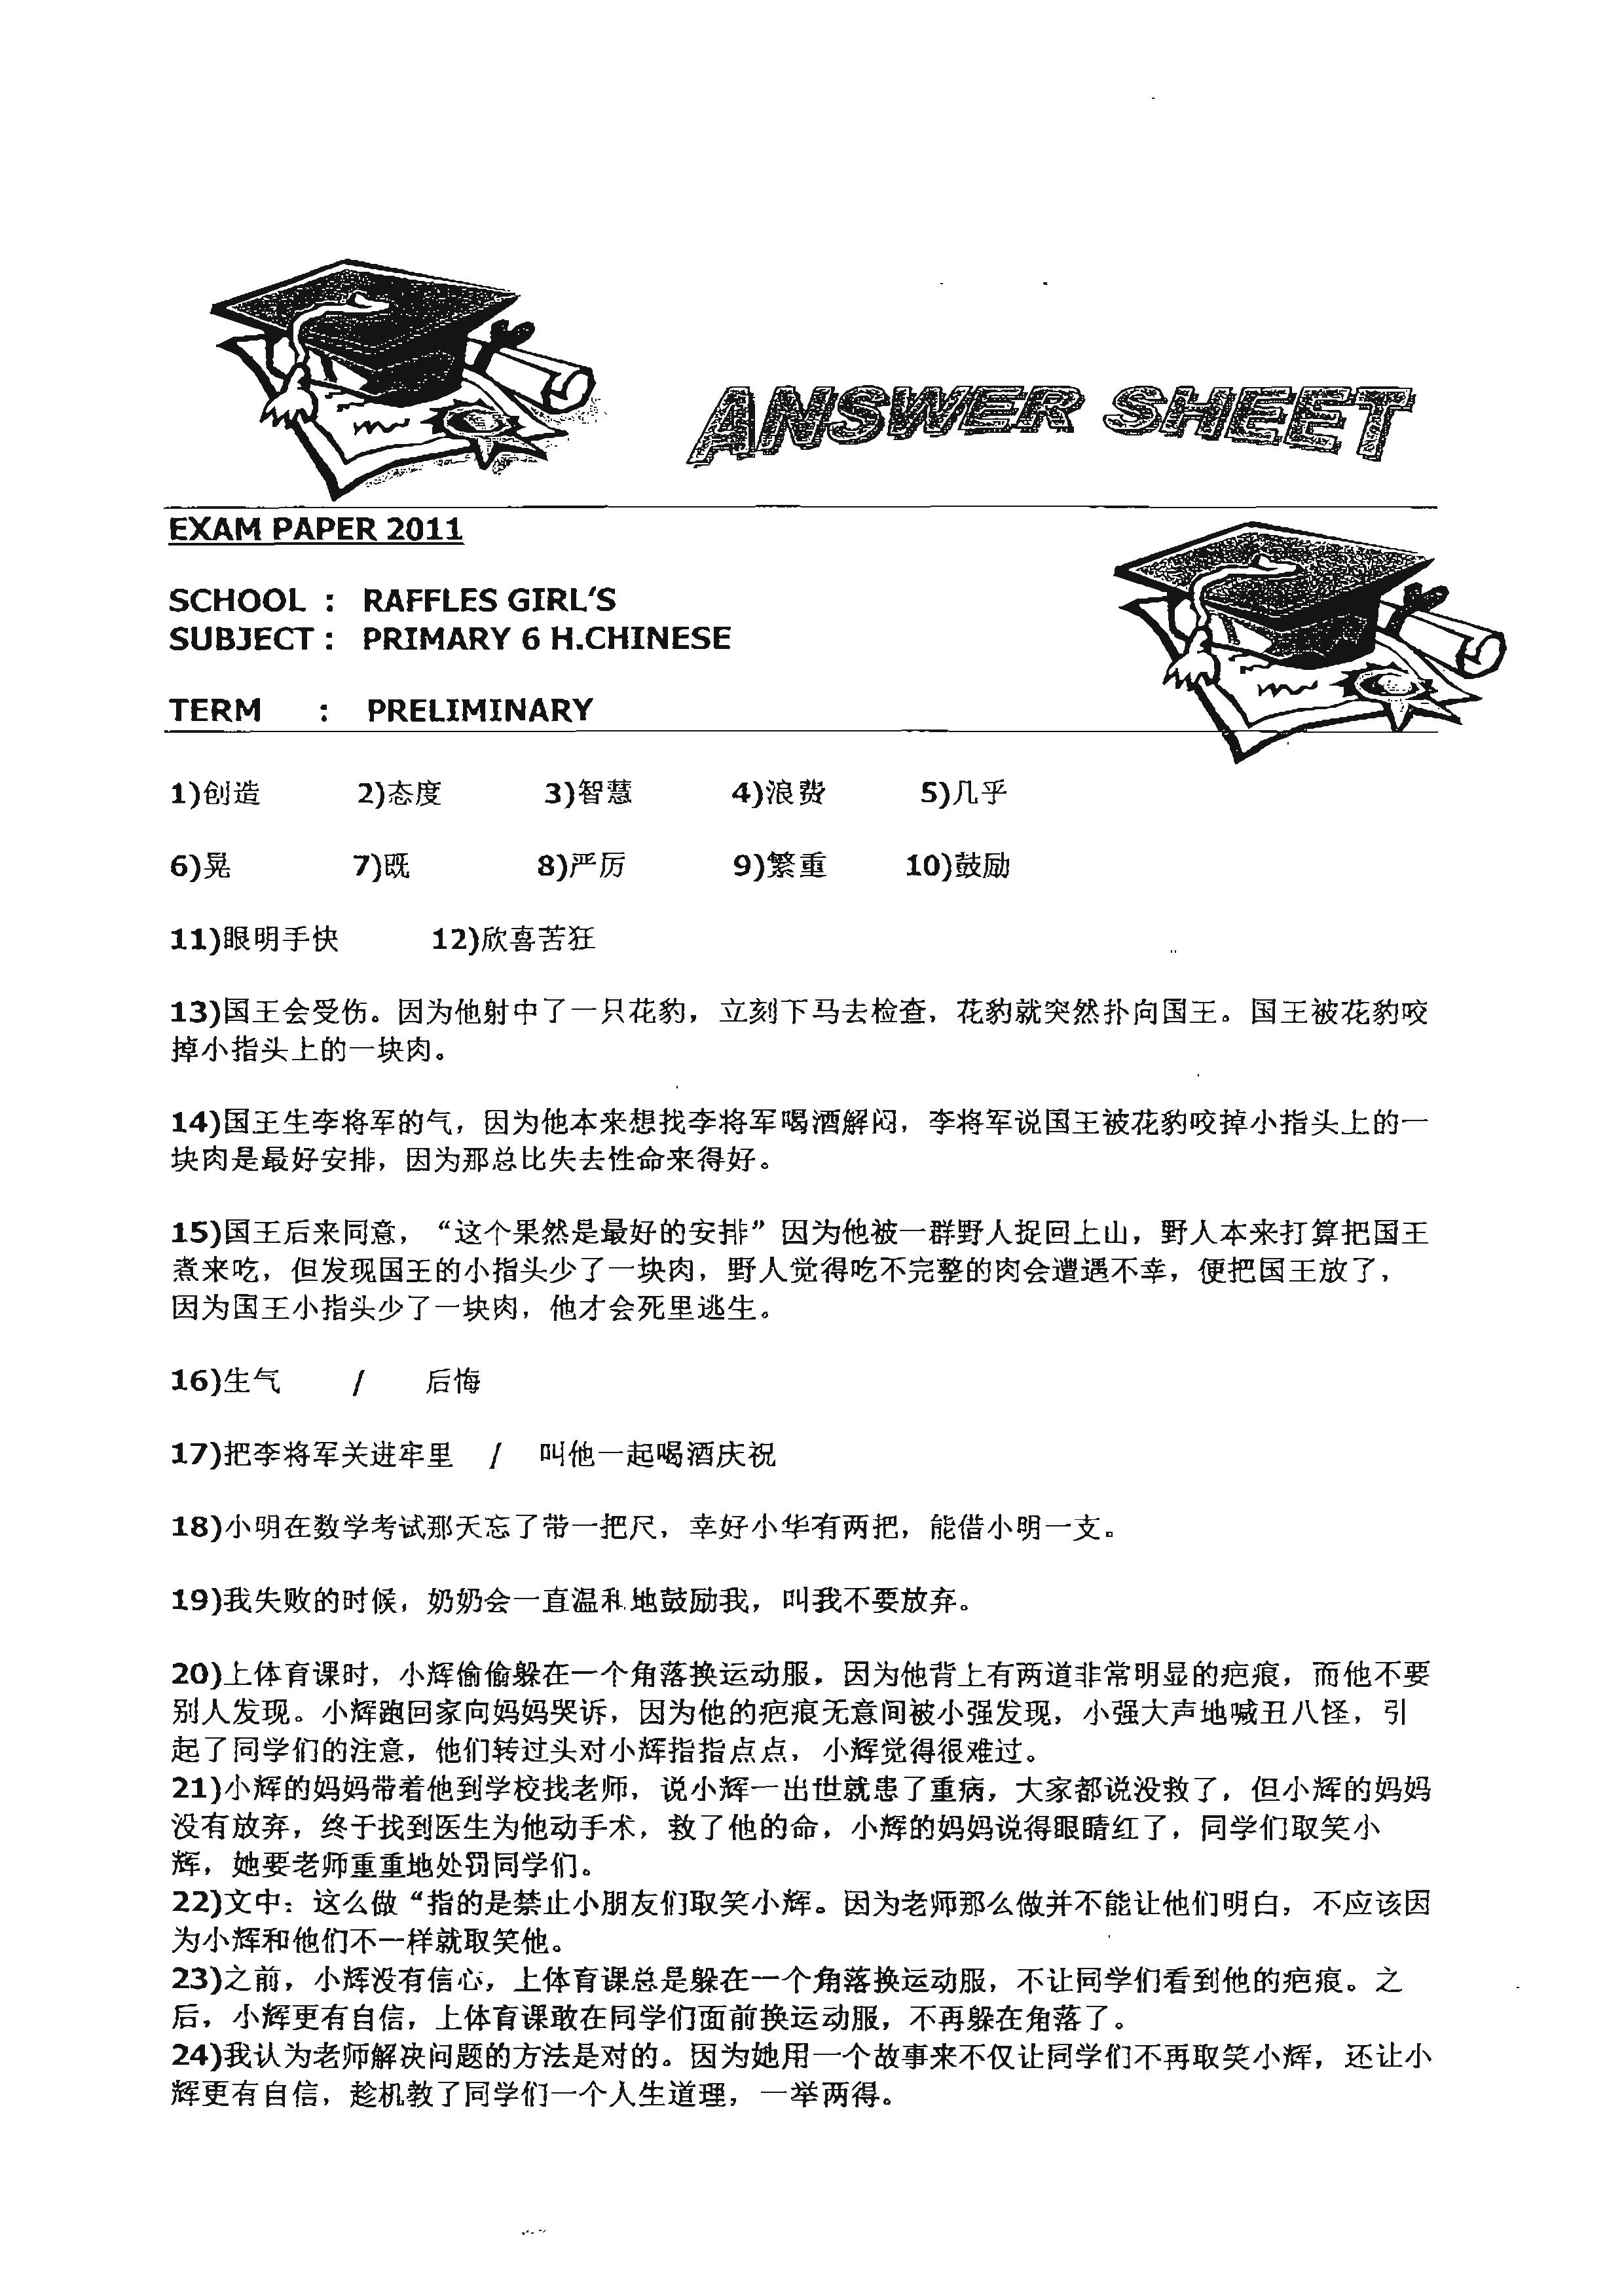 ANSWER SHEET
EXAM PAPER 2011
SCHOOL : RAFFLES GIRL'S
SUBJECT : PRIMARY 6 H.CHINESE
TERM : PRELIMINARY
1)创造 2)态度 3)智慧 4)浪费 5)几乎
6)晃 7)既 8)严厉 9)繁重 10)鼓励
11)眼明手快 12)欣喜苦狂
13)国王会受伤。因为他射中了一只花豹，立刻下马去检查，花豹就突然扑向国王。国王被花豹咬
掉小指头上的一块肉。
14)国王生李将军的气，因为他本来想找李将军喝酒解闷，李将军说国王被花豹咬掉小指头上的一
块肉是最好安排，因为那总比失去性命来得好。
15)国王后来同意，“这个果然是最好的安排”因为他被一群野人捉回上山，野人本来打算把国王
煮来吃，但发现国王的小指头少了一块肉，野人觉得吃不完整的肉会遭遇不幸，便把国王放了，
因为国王小指头少了一块肉，他才会死里逃生。
16)生气 / 后悔
17)把李将军关进牢里 / 叫他一起喝酒庆祝
18)小明在数学考试那天忘了带一把尺，幸好小华有两把，能借小明一支。
19)我失败的时候，奶奶会一直温和地鼓励我，叫我不要放弃。
20)上体育课时，小辉偷偷躲在一个角落换运动服，因为他背上有两道非常明显的疤痕，而他不要
别人发现。小辉跑回家向妈妈哭诉，因为他的疤痕无意间被小强发现，小强大声地喊丑八怪，引
起了同学们的注意，他们转过头对小辉指指点点，小辉觉得很难过。
21)小辉的妈妈带着他到学校找老师，说小辉一出世就患了重病，大家都说没救了，但小辉的妈妈
没有放弃，终于找到医生为他动手术，救了他的命，小辉的妈妈说得眼睛红了，同学们取笑小
辉，她要老师重重地处罚同学们。
22)文中：这么做“指的是禁止小朋友们取笑小辉。因为老师那么做并不能让他们明白，不应该因
为小辉和他们不一样就取笑他。
23)之前，小辉没有信心，上体育课总是躲在一个角落换运动服，不让同学们看到他的疤痕。之
后，小辉更有自信，上体育课敢在同学们面前换运动服，不再躲在角落了。
24)我认为老师解决问题的方法是对的。因为她用一个故事来不仅让同学们不再取笑小辉，还让小
辉更有自信，趁机教了同学们一个人生道理，一举两得。